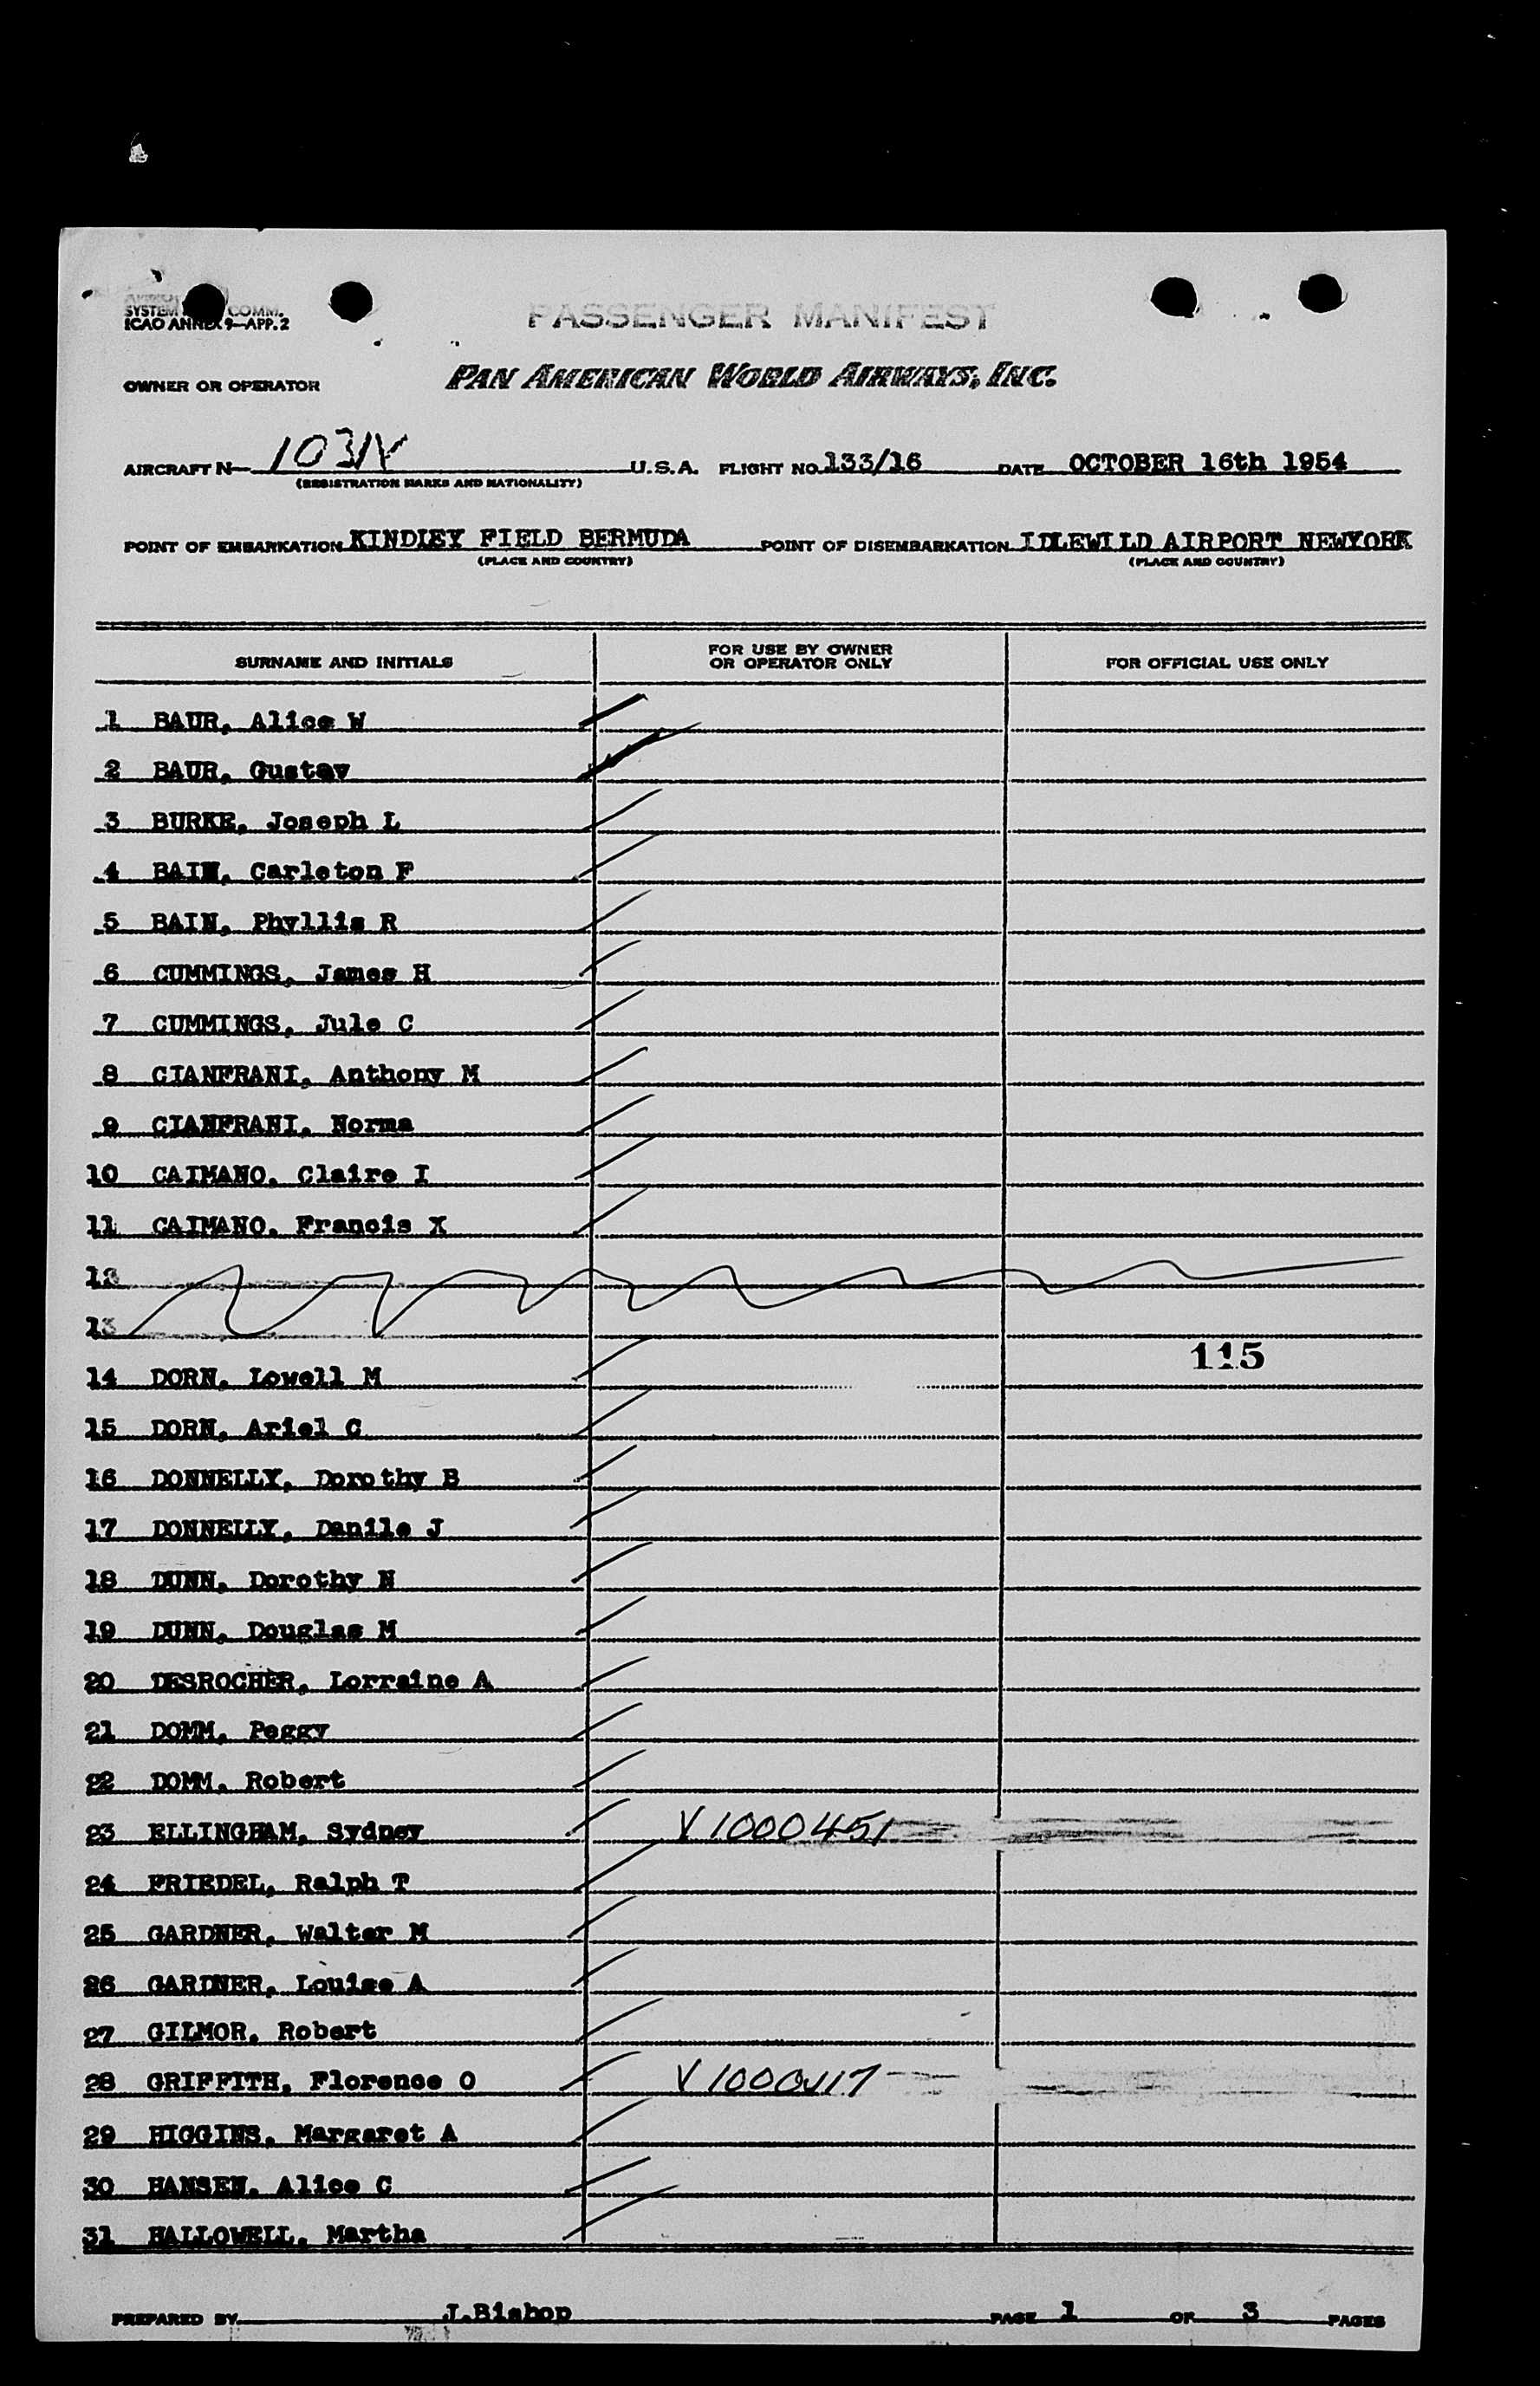 SYSTEM COMM.
ICAO ANNEX 9—APP. 2
PASSENGER MANIFEST
OWNER OR OPERATOR PAN AMERICAN WORLD AIRWAYS, INC.
AIRCRAFT N— 1031V U.S.A. FLIGHT NO. 133/16 DATE OCTOBER 16th 1954
(REGISTRATION MARKS AND NATIONALITY)
POINT OF EMBARKATION KINDLEY FIELD BERMUDA POINT OF DISEMBARKATION IDLEWILD AIRPORT NEWYORK
(PLACE AND COUNTRY) (PLACE AND COUNTRY)
SURNAME AND INITIALS FOR USE BY OWNER OR OPERATOR ONLY FOR OFFICIAL USE ONLY
1 BAUR, Alice W
2 BAUR, Gustav
3 BURKE, Joseph L
4 BAIN, Carleton F
5 BAIN, Phyllis R
6 CUMMINGS, James H
7 CUMMINGS, Jule C
8 CIANFRANI, Anthony M
9 CIANFRANI, Norma
10 CAIMANO, Claire I
11 CAIMANO, Francis X
12
13
115
14 DORN, Lowell M
15 DORN, Ariel C
16 DONNELLY, Dorothy B
17 DONNELLY, Danile J
18 DUNN, Dorothy N
19 DUNN, Douglas M
20 DESROCHER, Lorraine A
21 DOMM, Peggy
22 DOMM, Robert
23 ELLINGHAM, Sydney V1000451
24 FRIEDEL, Ralph T
25 GARDNER, Walter M
26 GARDNER, Louise A
27 GILMOR, Robert
28 GRIFFITH, Florence O
29 HIGGINS, Margaret A
30 HANSEN, Alice C
31 HALLOWELL, Martha
PREPARED BY J.Bishop PAGE 1 OF 3 PAGES